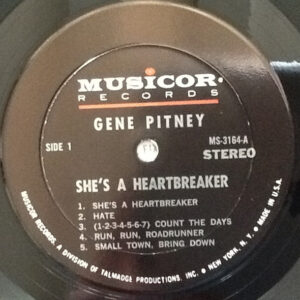 MUSICOR.
RECORDS
GENE PITNEY
SIDE 1
MS-3164-A
STEREO
SHE'S A HEARTBREAKER
1. SHE'S A HEARTBREAKER
2. HATE
3. (1-2-3-4-5-6-7) COUNT THE DAYS
4. RUN, RUN, ROADRUNNER
5. SMALL TOWN, BRING DOWN
MUSICOR RECORDS, A DIVISION OF TALMADGE PRODUCTIONS, INC. • NEW YORK, N.Y. • MADE IN U.S.A.